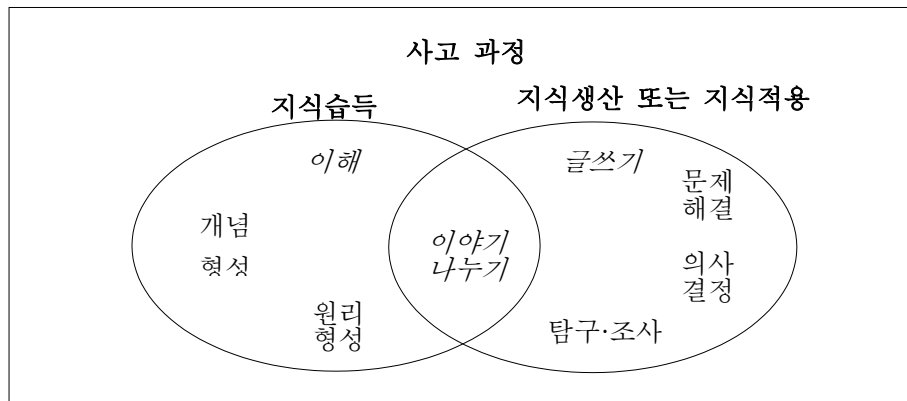 사고 과정
지식습득
지식생산 또는 지식적용
이해
개념
형성
원리
형성
이야기
나누기
글쓰기
문제
해결
의사
결정
탐구·조사